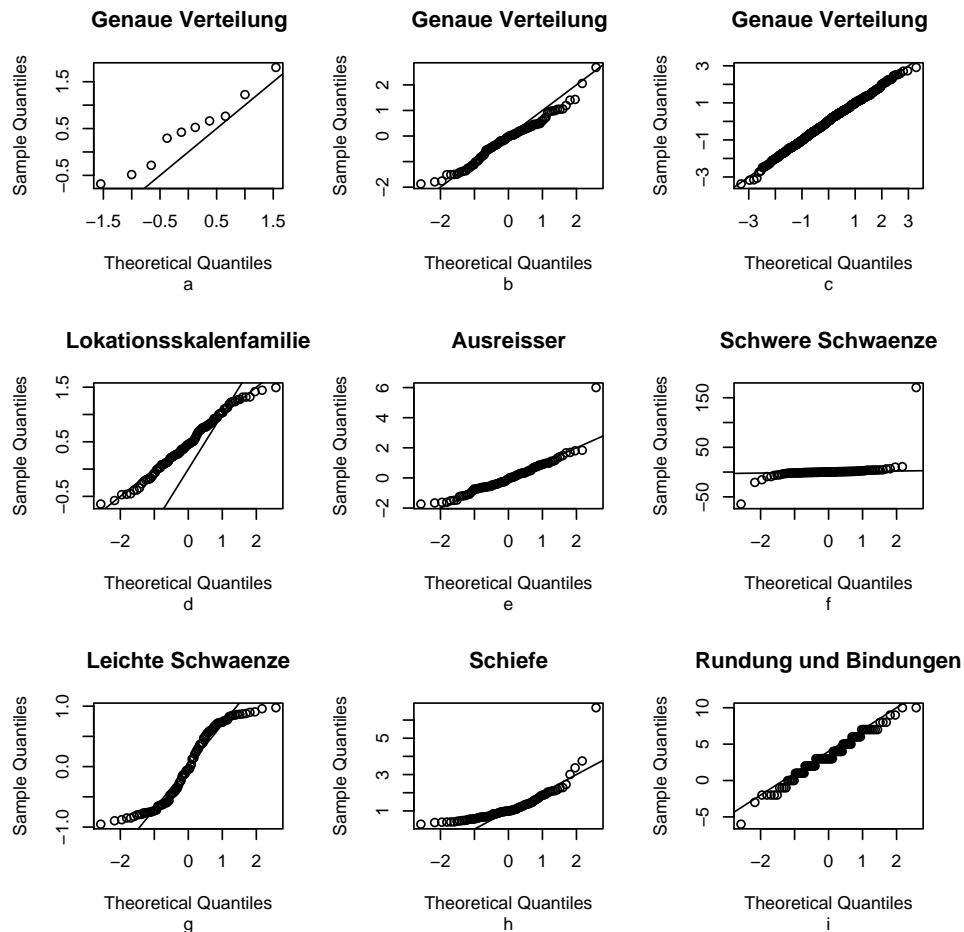 Genaue Verteilung
Sample Quantiles
1.5
0.5
−0.5
−1.5 −0.5 0.5 1.5
Theoretical Quantiles
a
Genaue Verteilung
Sample Quantiles
2
1
0
−2
−2 0 1 2
Theoretical Quantiles
b
Genaue Verteilung
Sample Quantiles
3
1
−1
−3
−3 −1 1 2 3
Theoretical Quantiles
c
Lokationsskalenfamilie
Sample Quantiles
1.5
0.5
−0.5
−2 0 1 2
Theoretical Quantiles
d
Ausreisser
Sample Quantiles
6
4
2
0
−2
−2 0 1 2
Theoretical Quantiles
e
Schwere Schwaenze
Sample Quantiles
150
50
−50
−2 0 1 2
Theoretical Quantiles
f
Leichte Schwaenze
Sample Quantiles
1.0
0.0
−1.0
−2 0 1 2
Theoretical Quantiles
g
Schiefe
Sample Quantiles
5
3
1
−2 0 1 2
Theoretical Quantiles
h
Rundung und Bindungen
Sample Quantiles
10
5
0
−5
−2 0 1 2
Theoretical Quantiles
i